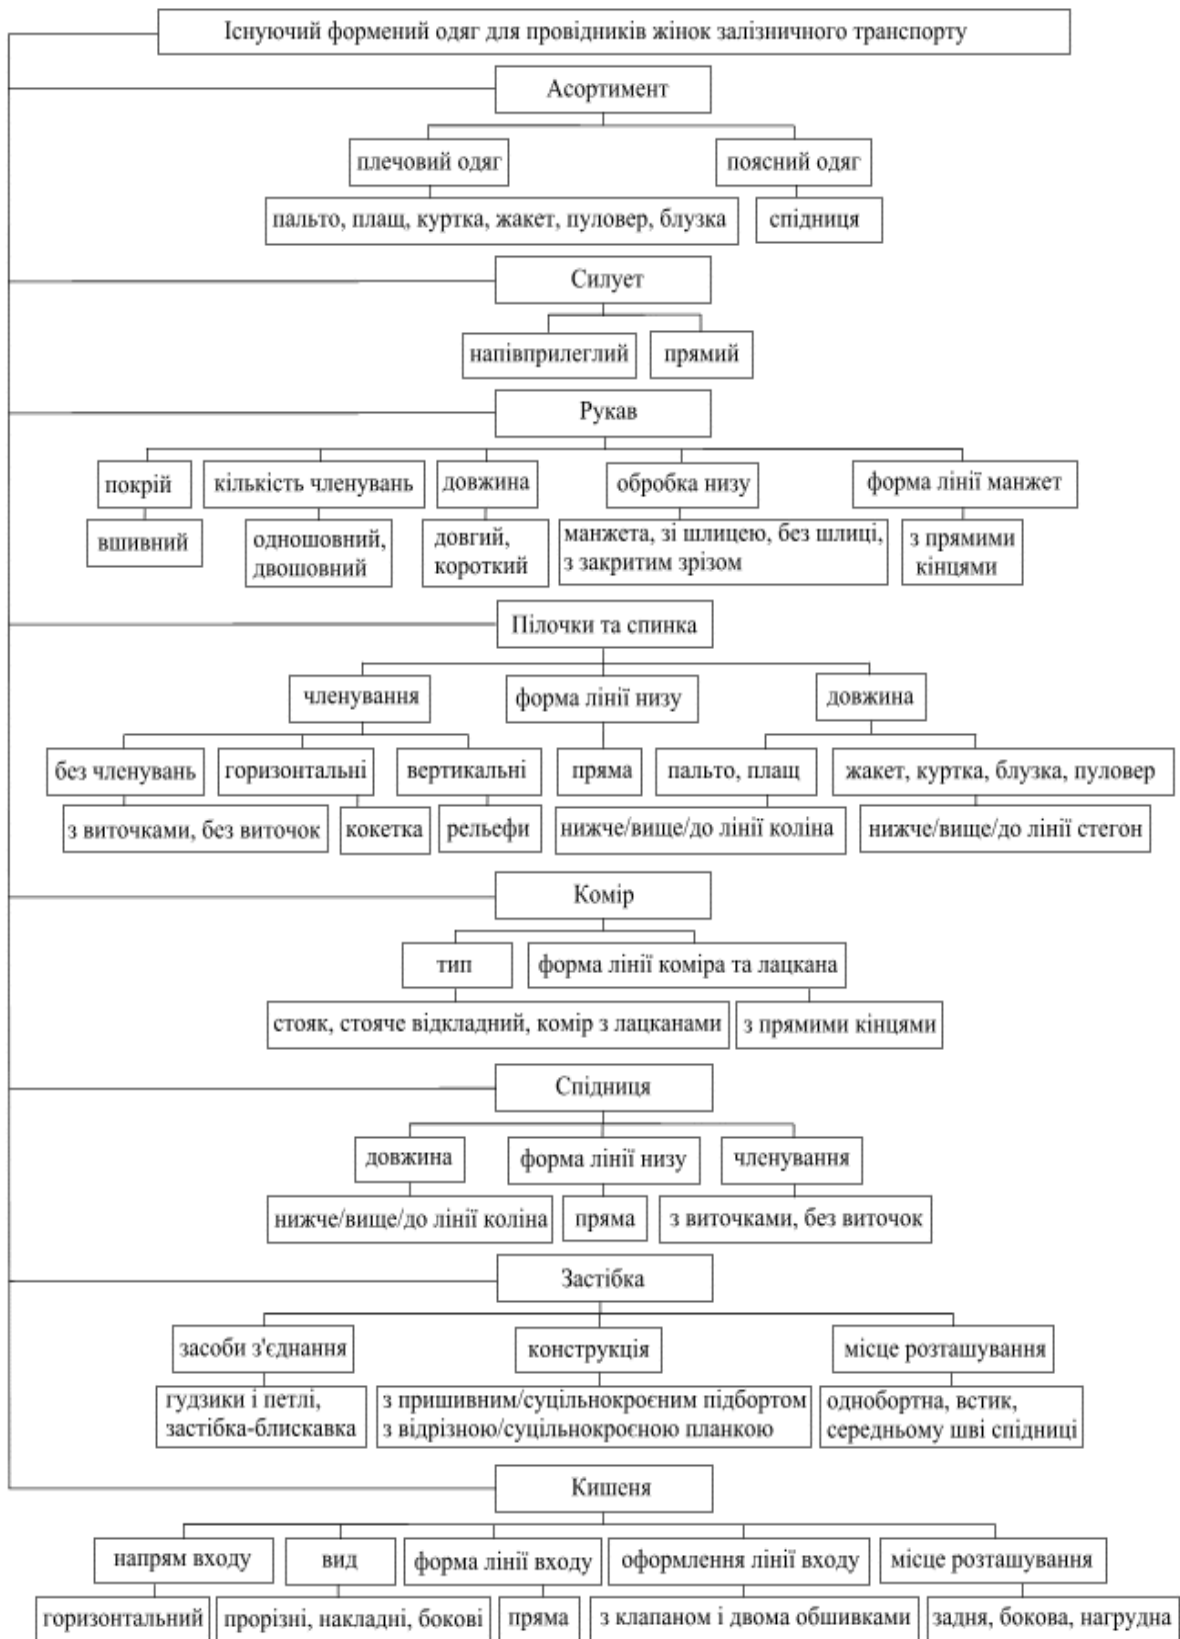 Існуючий формений одяг для провідників жінок залізничного транспорту
Асортимент
плечовий одяг
поясний одяг
пальто, плащ, куртка, жакет, пуловер, блузка
спідниця
Силует
напівприлеглий
прямий
Рукав
покрій
кількість членувань
довжина
обробка низу
форма лінії манжет
вшивний
одношовний,
двошовний
довгий,
короткий
манжета, зі шлицею, без шлиці,
з закритим зрізом
з прямими
кінцями
Пілочки та спинка
членування
форма лінії низу
довжина
без членувань
горизонтальні
вертикальні
пряма
пальто, плащ
жакет, куртка, блузка, пуловер
з виточками, без виточок
кокетка
рельефи
нижче/вище/до лінії коліна
нижче/вище/до лінії стегон
Комір
тип
форма лінії коміра та лацкана
стояк, стояче відкладний, комір з лацканами
з прямими кінцями
Спідниця
довжина
форма лінії низу
членування
нижче/вище/до лінії коліна
пряма
з виточками, без виточок
Застібка
засоби з'єднання
конструкція
місце розташування
гудзики і петлі,
застібка-блискавка
з пришивним/суцільнокроєним підбортом
з відрізною/суцільнокроєною планкою
однобортна, встик,
середньому шві спідниці
Кишеня
напрям входу
вид
форма лінії входу
оформлення лінії входу
місце розташування
горизонтальний
прорізні, накладні, бокові
пряма
з клапаном і двома обшивками
задня, бокова, нагрудна